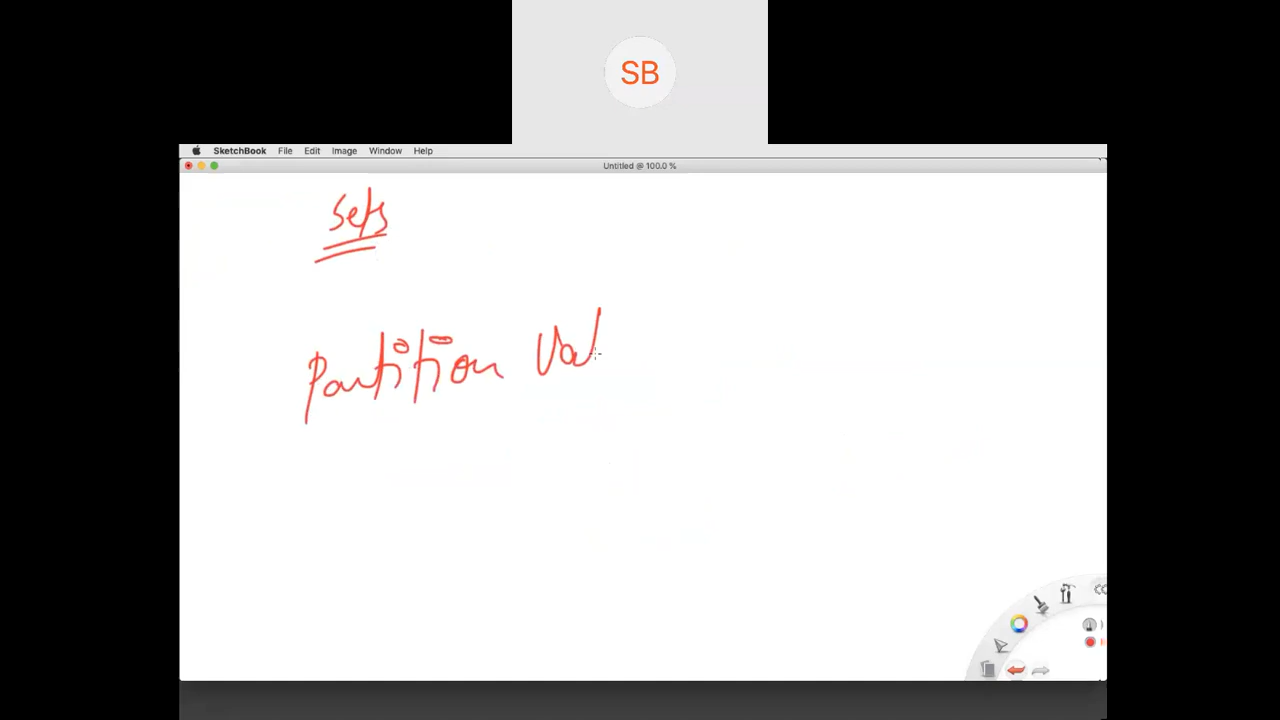 SB
SketchBook File Edit Image Window Help
Untitled @ 100.0 %
Sets
Partition Val